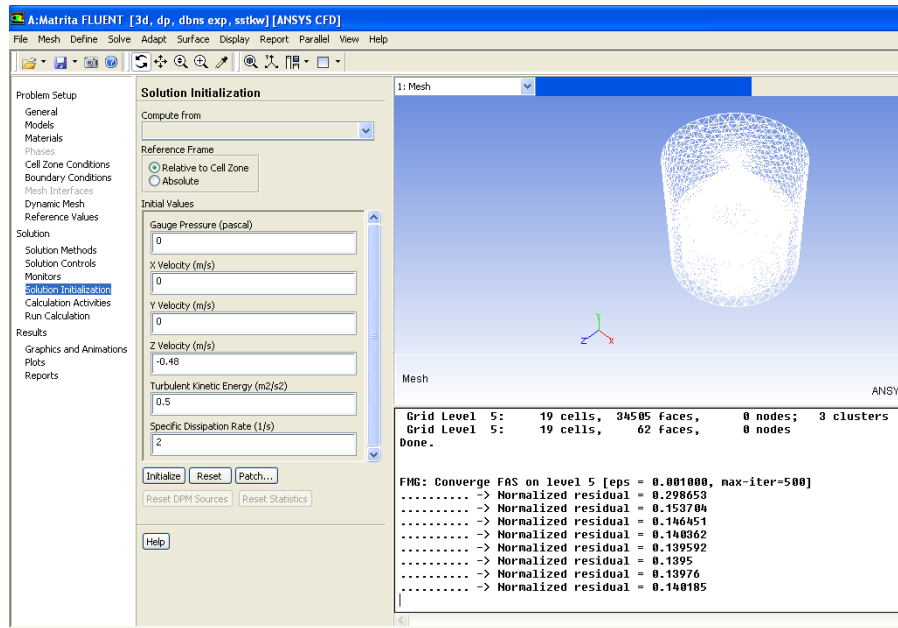 A:Matrita FLUENT [3d, dp, dbns exp, sstkw] [ANSYS CFD]
File Mesh Define Solve Adapt Surface Display Report Parallel View Help
Problem Setup
General
Models
Materials
Phases
Cell Zone Conditions
Boundary Conditions
Mesh Interfaces
Dynamic Mesh
Reference Values
Solution
Solution Methods
Solution Controls
Monitors
Solution Initialization
Calculation Activities
Run Calculation
Results
Graphics and Animations
Plots
Reports
Solution Initialization
Compute from
Reference Frame
Relative to Cell Zone
Absolute
Initial Values
Gauge Pressure (pascal)
0
X Velocity (m/s)
0
Y Velocity (m/s)
0
Z Velocity (m/s)
-0.48
Turbulent Kinetic Energy (m2/s2)
0.5
Specific Dissipation Rate (1/s)
2
Initialize Reset Patch...
Reset DPM Sources Reset Statistics
Help
1: Mesh
Y
Z X
Mesh
ANSY
Grid Level 5: 19 cells, 34505 faces, 0 nodes; 3 clusters
Grid Level 5: 19 cells, 62 faces, 0 nodes
Done.
FMG: Converge FAS on level 5 [eps = 0.001000, max-iter=500]
.......... -> Normalized residual = 0.298653
.......... -> Normalized residual = 0.153704
.......... -> Normalized residual = 0.146451
.......... -> Normalized residual = 0.140362
.......... -> Normalized residual = 0.139592
.......... -> Normalized residual = 0.1395
.......... -> Normalized residual = 0.13976
.......... -> Normalized residual = 0.140185